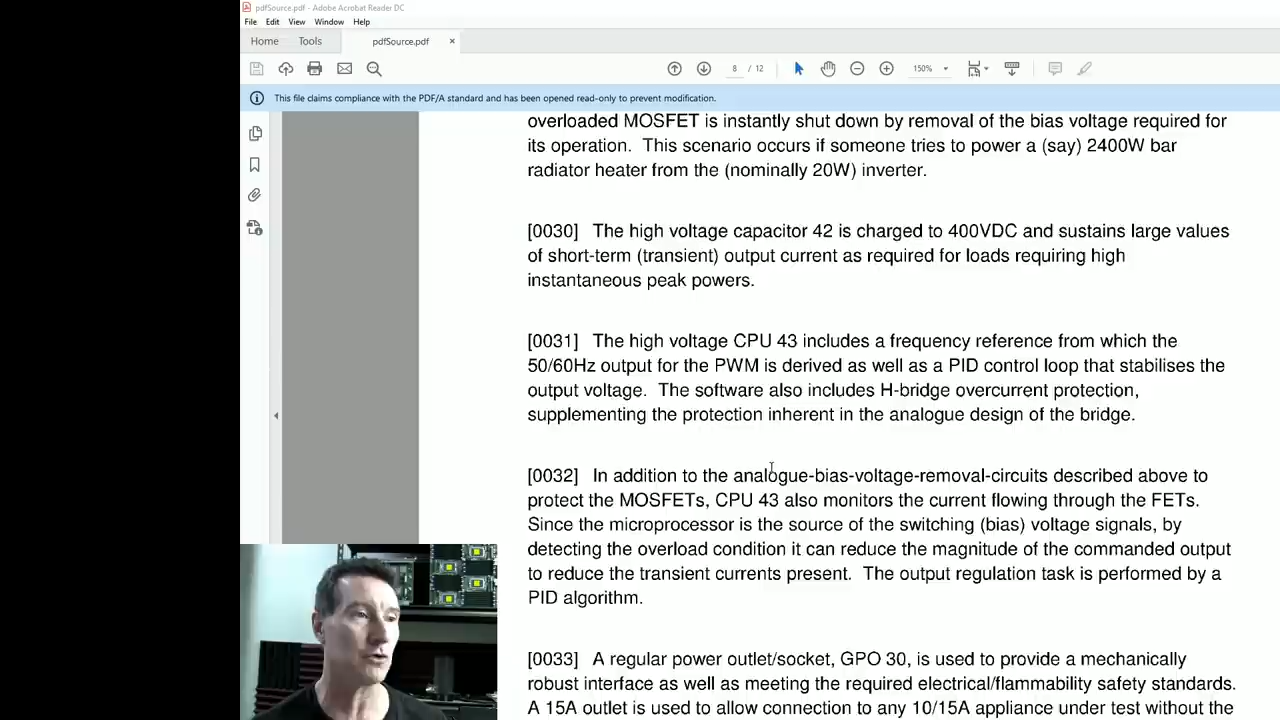 pdfSource.pdf - Adobe Acrobat Reader DC
File Edit View Window Help
Home Tools pdfSource.pdf ×
8 / 12 150%
This file claims compliance with the PDF/A standard and has been opened read-only to prevent modification.
overloaded MOSFET is instantly shut down by removal of the bias voltage required for
its operation. This scenario occurs if someone tries to power a (say) 2400W bar
radiator heater from the (nominally 20W) inverter.
[0030] The high voltage capacitor 42 is charged to 400VDC and sustains large values
of short-term (transient) output current as required for loads requiring high
instantaneous peak powers.
[0031] The high voltage CPU 43 includes a frequency reference from which the
50/60Hz output for the PWM is derived as well as a PID control loop that stabilises the
output voltage. The software also includes H-bridge overcurrent protection,
supplementing the protection inherent in the analogue design of the bridge.
[0032] In addition to the analogue-bias-voltage-removal-circuits described above to
protect the MOSFETs, CPU 43 also monitors the current flowing through the FETs.
Since the microprocessor is the source of the switching (bias) voltage signals, by
detecting the overload condition it can reduce the magnitude of the commanded output
to reduce the transient currents present. The output regulation task is performed by a
PID algorithm.
[0033] A regular power outlet/socket, GPO 30, is used to provide a mechanically
robust interface as well as meeting the required electrical/flammability safety standards.
A 15A outlet is used to allow connection to any 10/15A appliance under test without the